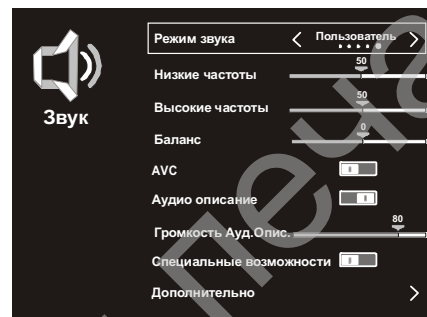 Звук
Режим звука
Пользователь
Низкие частоты
50
Высокие частоты
50
Баланс
0
AVC
Аудио описание
Громкость Ауд.Опис.
80
Специальные возможности
Дополнительно